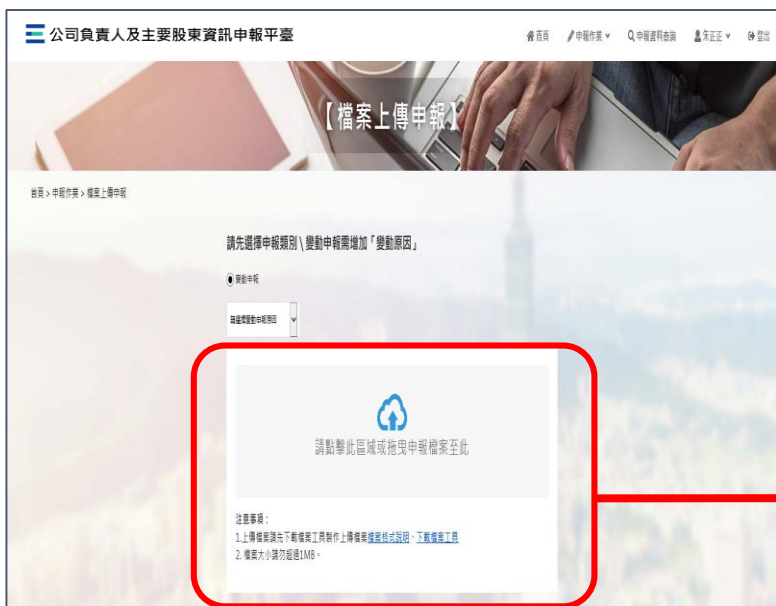 公司負責人及主要股東資訊申報平臺
首頁 申報作業 申報資料查詢 朱正正 登出
【檔案上傳申報】
首頁 > 申報作業 > 檔案上傳申報
請先選擇申報類別 \ 變動申報需增加「變動原因」
變動申報
請選擇變動申報原因
請點擊此區域或拖曳申報檔案至此
注意事項：
1.上傳檔案請先下載檔案工具製作上傳檔案檔案格式說明、下載檔案工具
2. 檔案大小請勿超過1MB。